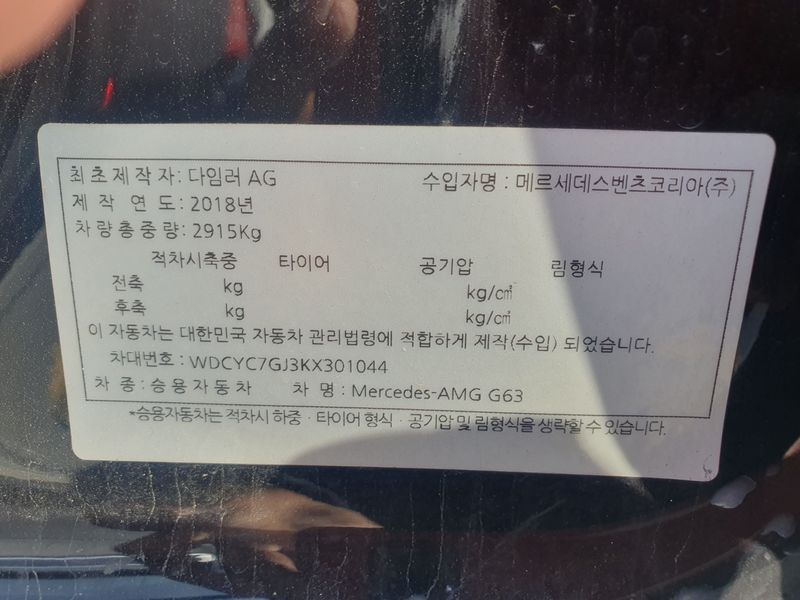 최초제작자: 다임러 AG 수입자명 : 메르세데스벤츠코리아(주)
제 작 연 도: 2018년
차량총중량: 2915Kg
적차시축중 타이어 공기압 림형식
전축 kg kg/㎠
후축 kg kg/㎠
이 자동차는 대한민국 자동차 관리법령에 적합하게 제작(수입) 되었습니다.
차대번호: WDCYC7GJ3KX301044
차 종: 승용자동차 차 명: Mercedes-AMG G63
*승용자동차는 적차시 하중 · 타이어 형식 · 공기압 및 림형식을 생략할 수 있습니다.